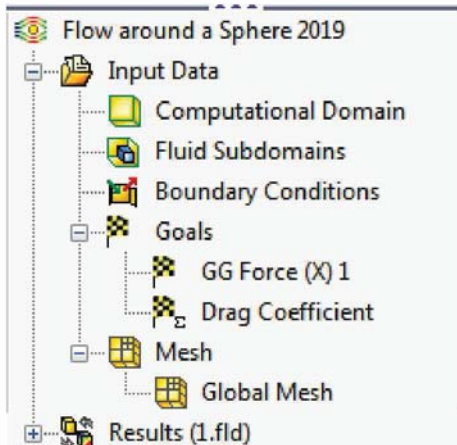 Flow around a Sphere 2019
Input Data
Computational Domain
Fluid Subdomains
Boundary Conditions
Goals
GG Force (X) 1
Drag Coefficient
Mesh
Global Mesh
Results (1.fld)